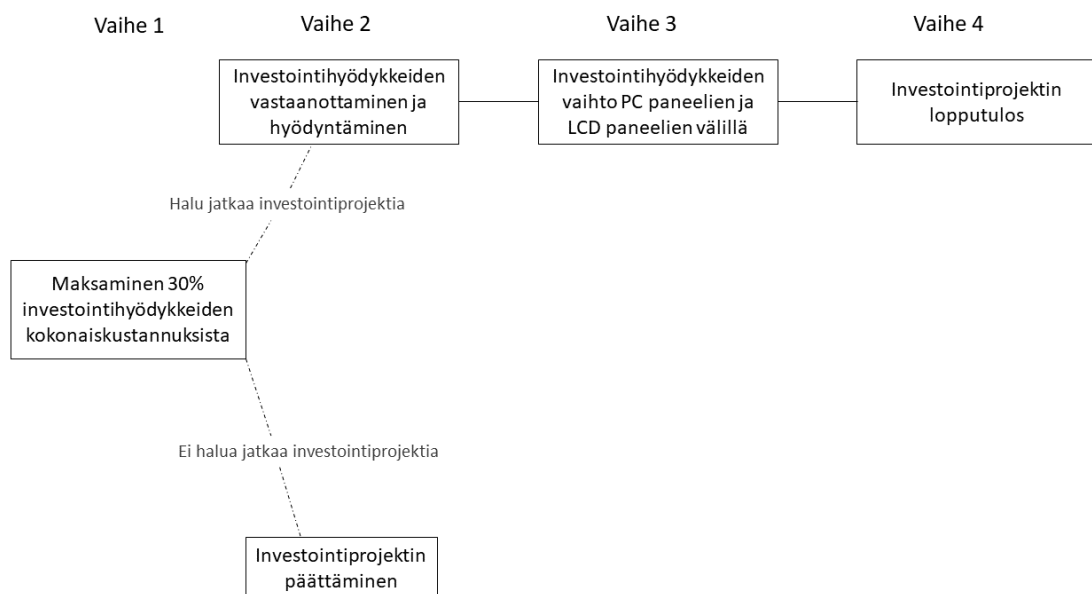 Vaihe 1
Vaihe 2
Vaihe 3
Vaihe 4
Investointihyödykkeiden
vastaanottaminen ja
hyödyntäminen
Investointihyödykkeiden
vaihto PC paneelien ja
LCD paneelien välillä
Investointiprojektin
lopputulos
Halu jatkaa investointiprojektia
Maksaminen 30%
investointihyödykkeiden
kokonaiskustannuksista
Ei halua jatkaa investointiprojektia
Investointiprojektin
päättäminen